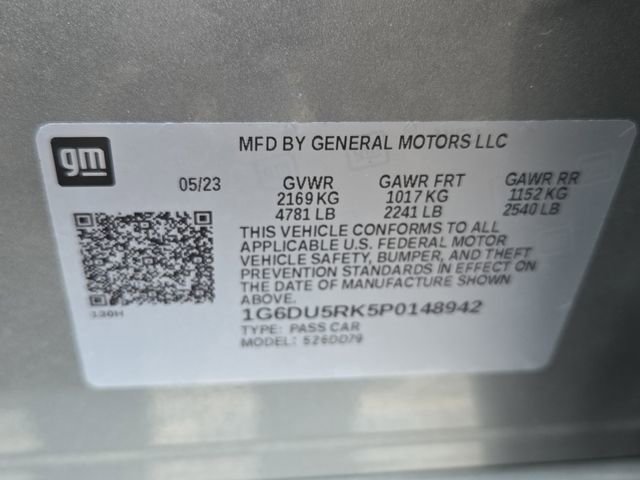 gm
MFD BY GENERAL MOTORS LLC
05/23 GVWR GAWR FRT GAWR RR
2169 KG 1017 KG 1152 KG
4781 LB 2241 LB 2540 LB
THIS VEHICLE CONFORMS TO ALL
APPLICABLE U.S. FEDERAL MOTOR
VEHICLE SAFETY, BUMPER, AND THEFT
PREVENTION STANDARDS IN EFFECT ON
THE DATE OF MANUFACTURE SHOWN
ABOVE.
1G6DU5RK5P0148942
TYPE: PASS CAR
MODEL: 526DD79